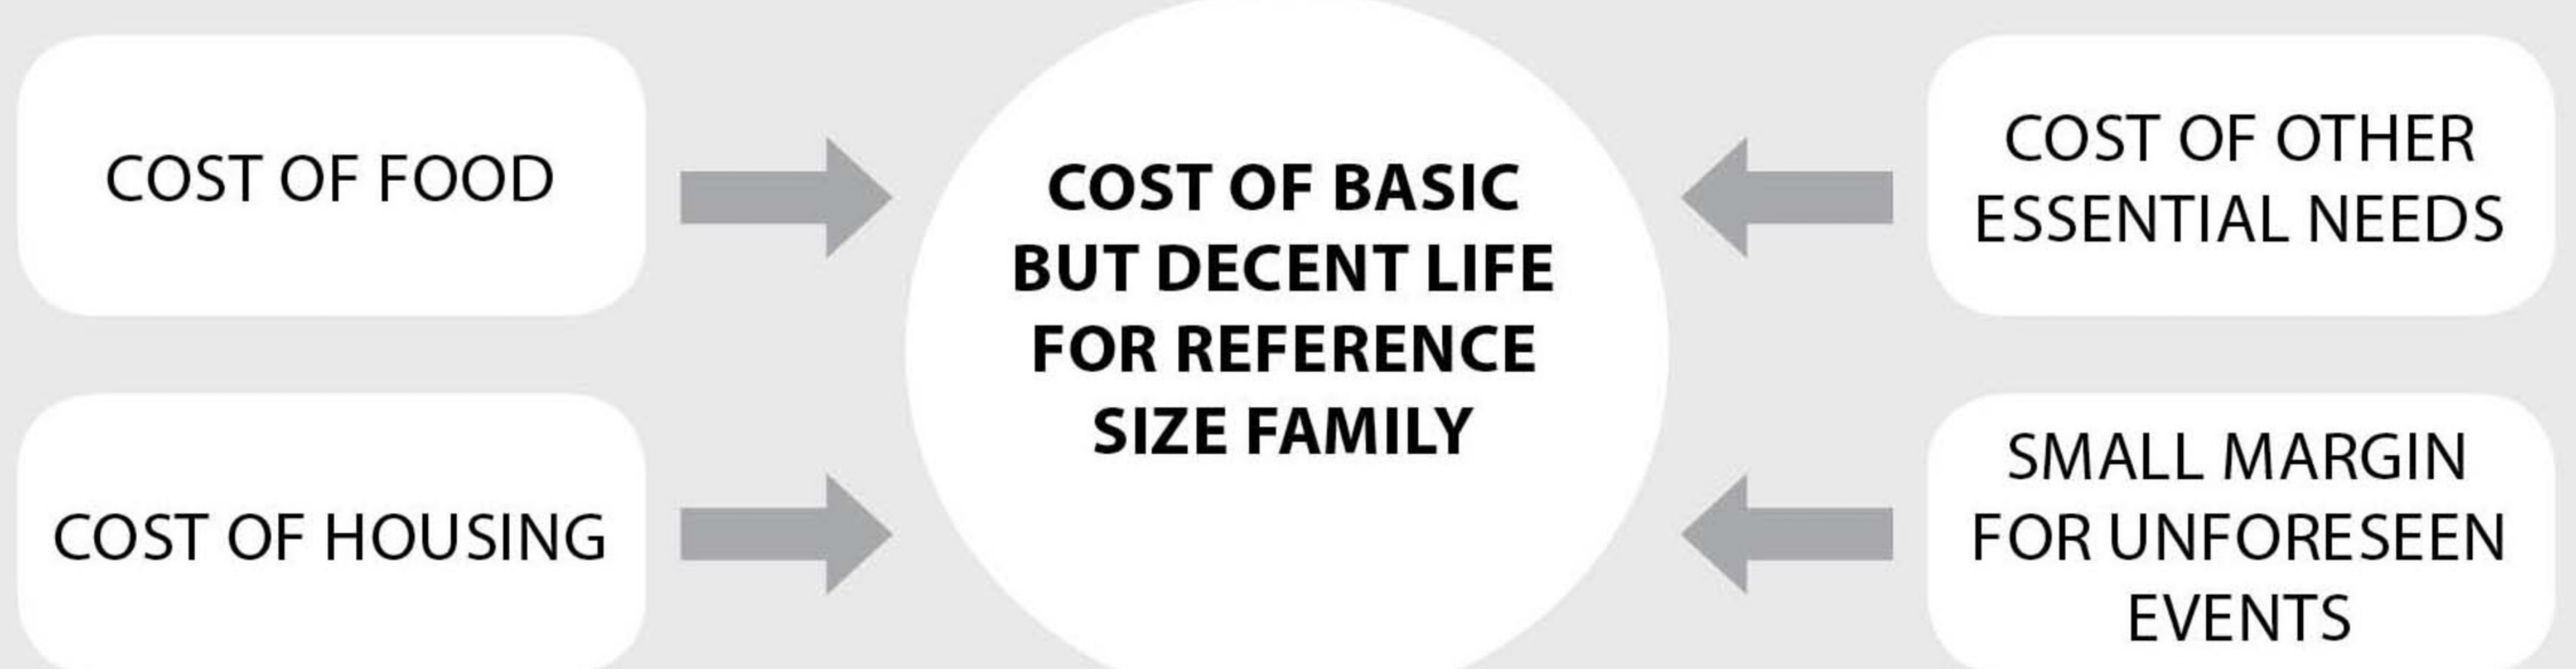 COST OF FOOD
COST OF HOUSING
COST OF BASIC
BUT DECENT LIFE
FOR REFERENCE
SIZE FAMILY
COST OF OTHER
ESSENTIAL NEEDS
SMALL MARGIN
FOR UNFORESEEN
EVENTS